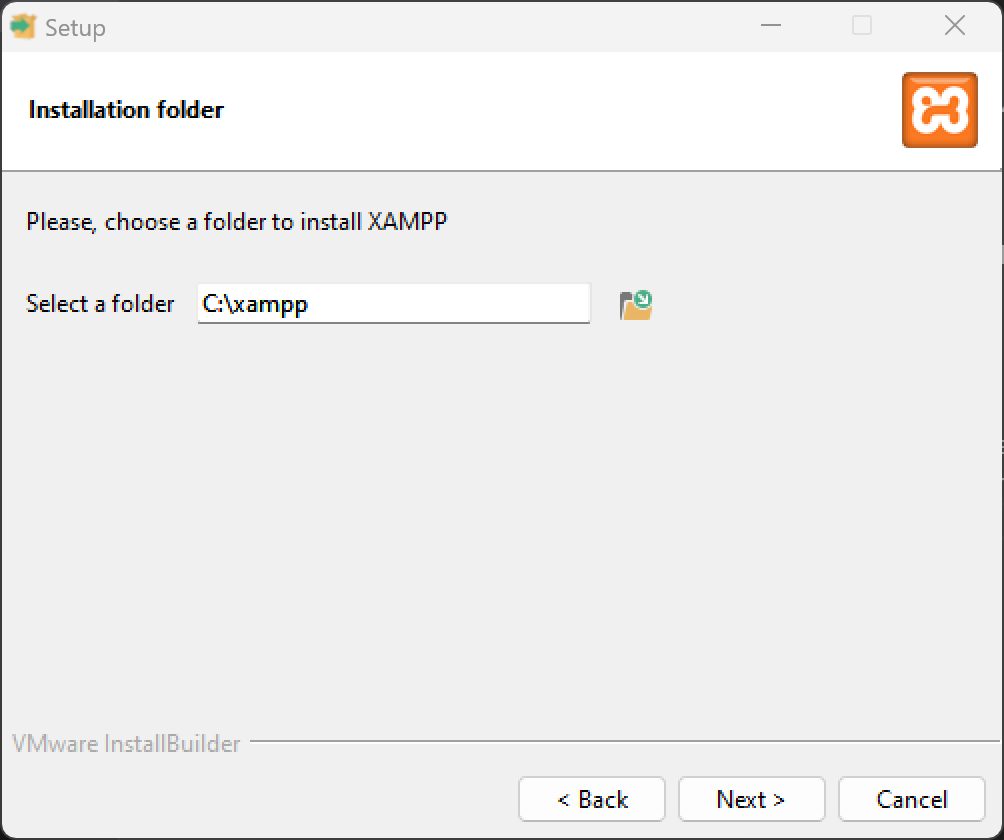 Setup
Installation folder
Please, choose a folder to install XAMPP
Select a folder C:\xampp
VMware InstallBuilder
< Back Next > Cancel